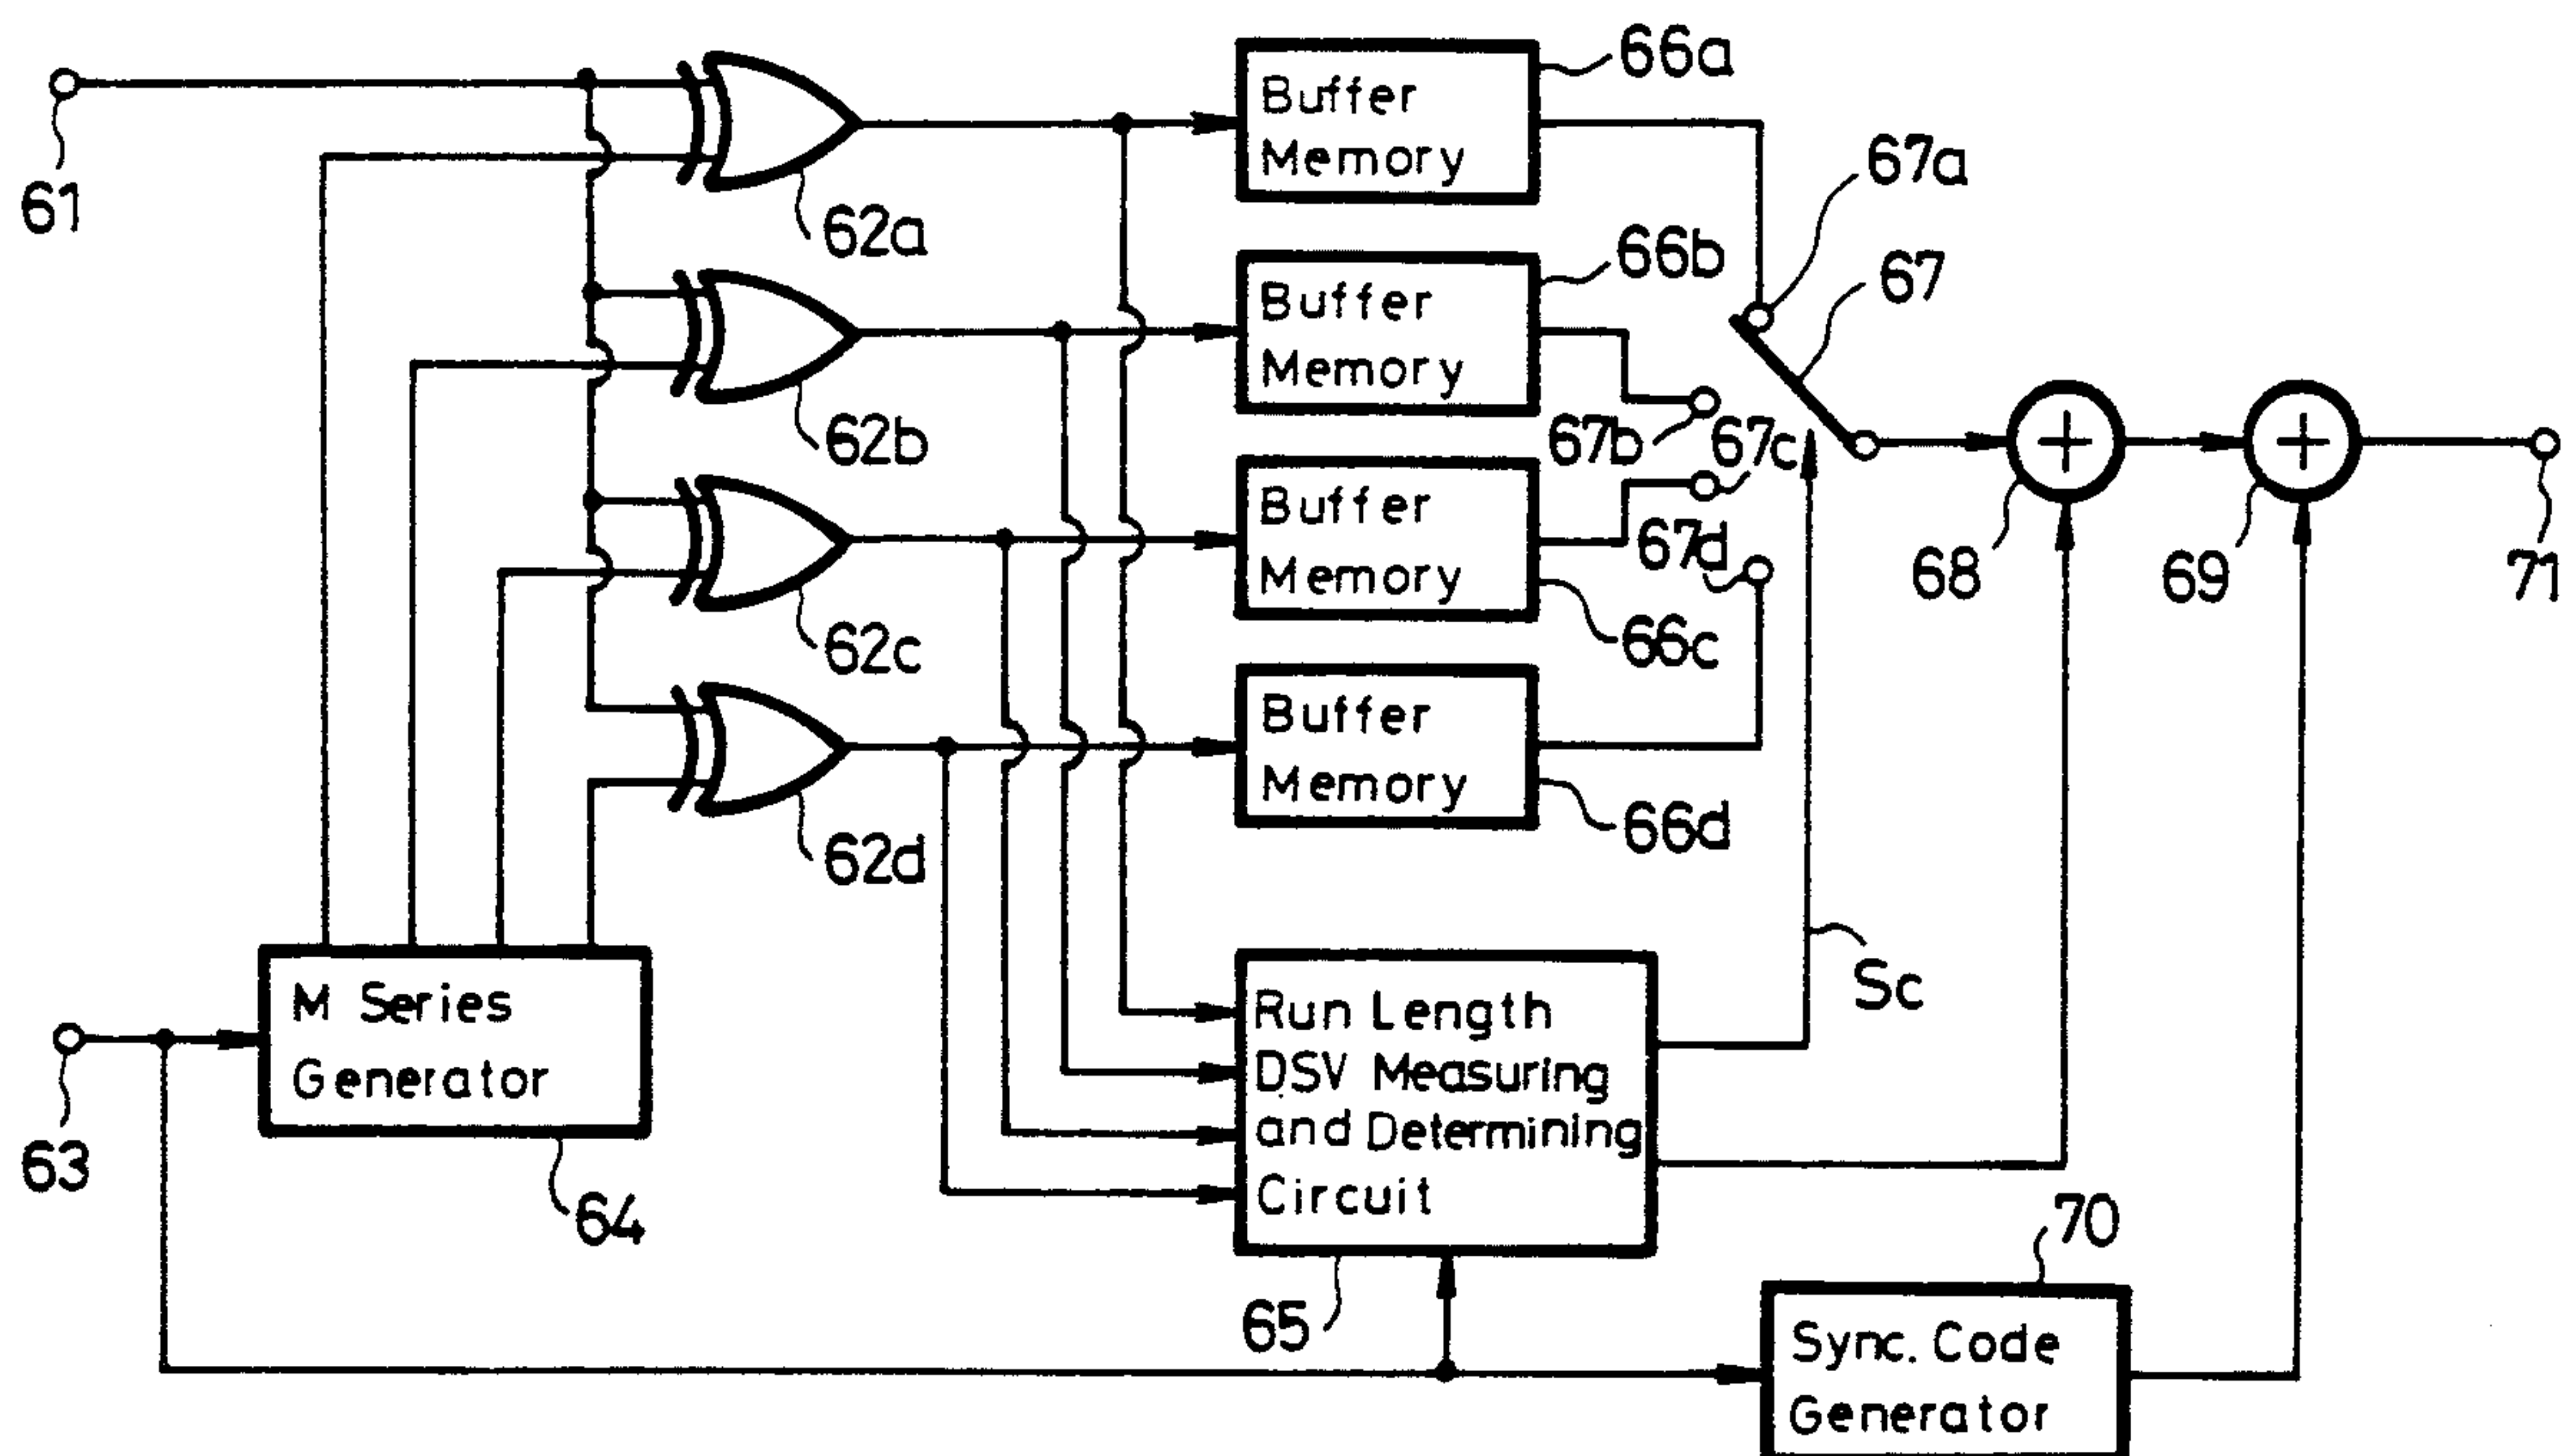 61
62a
62b
62c
62d
M Series
Generator
63
64
Buffer
Memory
66a
Buffer
Memory
66b
Buffer
Memory
66c
Buffer
Memory
66d
67a
67
67b
67c
67d
68
69
71
Sc
Run Length
DSV Measuring
and Determining
Circuit
65
70
Sync. Code
Generator